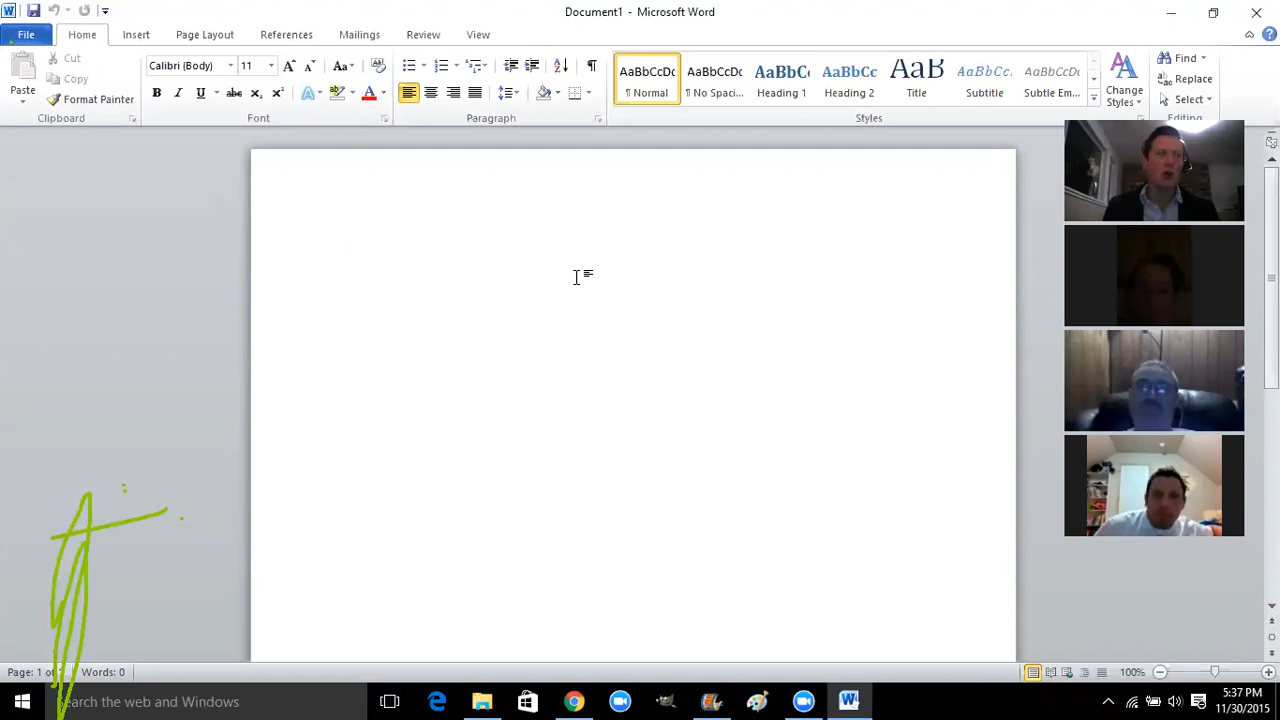 Document1 - Microsoft Word
File Home Insert Page Layout References Mailings Review View
Paste
Cut
Copy
Format Painter
Clipboard
Calibri (Body) 11
Font
Paragraph
AaBbCcDc AaBbCcDc AaBbC AaBbCc AaB AaBbCcDc AaBbCcDc
¶ Normal ¶ No Spaci... Heading 1 Heading 2 Title Subtitle Subtle Em...
Styles
Change Styles
Find
Replace
Select
Editing
Page: 1 of Words: 0
100%
Search the web and Windows
5:37 PM
11/30/2015